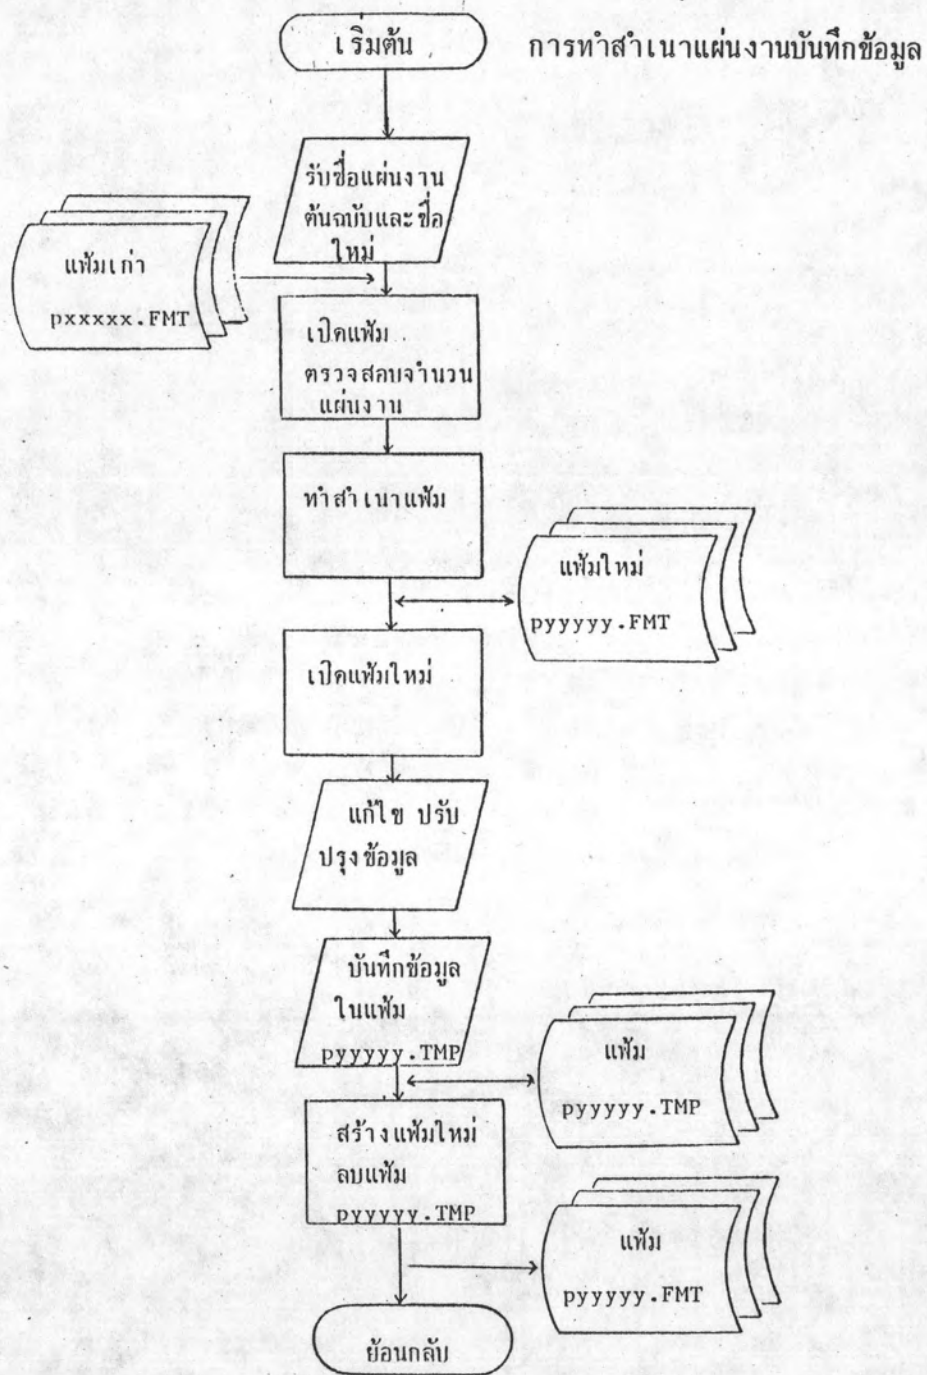 เริ่มต้น
การทำสำเนาแผ่นงานบันทึกข้อมูล
รับชื่อแผ่นงาน
ต้นฉบับและชื่อ
ใหม่
แฟ้มเก่า
pxxxxx.FMT
เปิดแฟ้ม
ตรวจสอบจำนวน
แผ่นงาน
ทำสำเนาแฟ้ม
แฟ้มใหม่
pyyyyy.FMT
เปิดแฟ้มใหม่
แก้ไข ปรับ
ปรุงข้อมูล
บันทึกข้อมูล
ในแฟ้ม
pyyyyy.TMP
แฟ้ม
pyyyyy.TMP
สร้างแฟ้มใหม่
ลบแฟ้ม
pyyyyy.TMP
แฟ้ม
pyyyyy.FMT
ย้อนกลับ